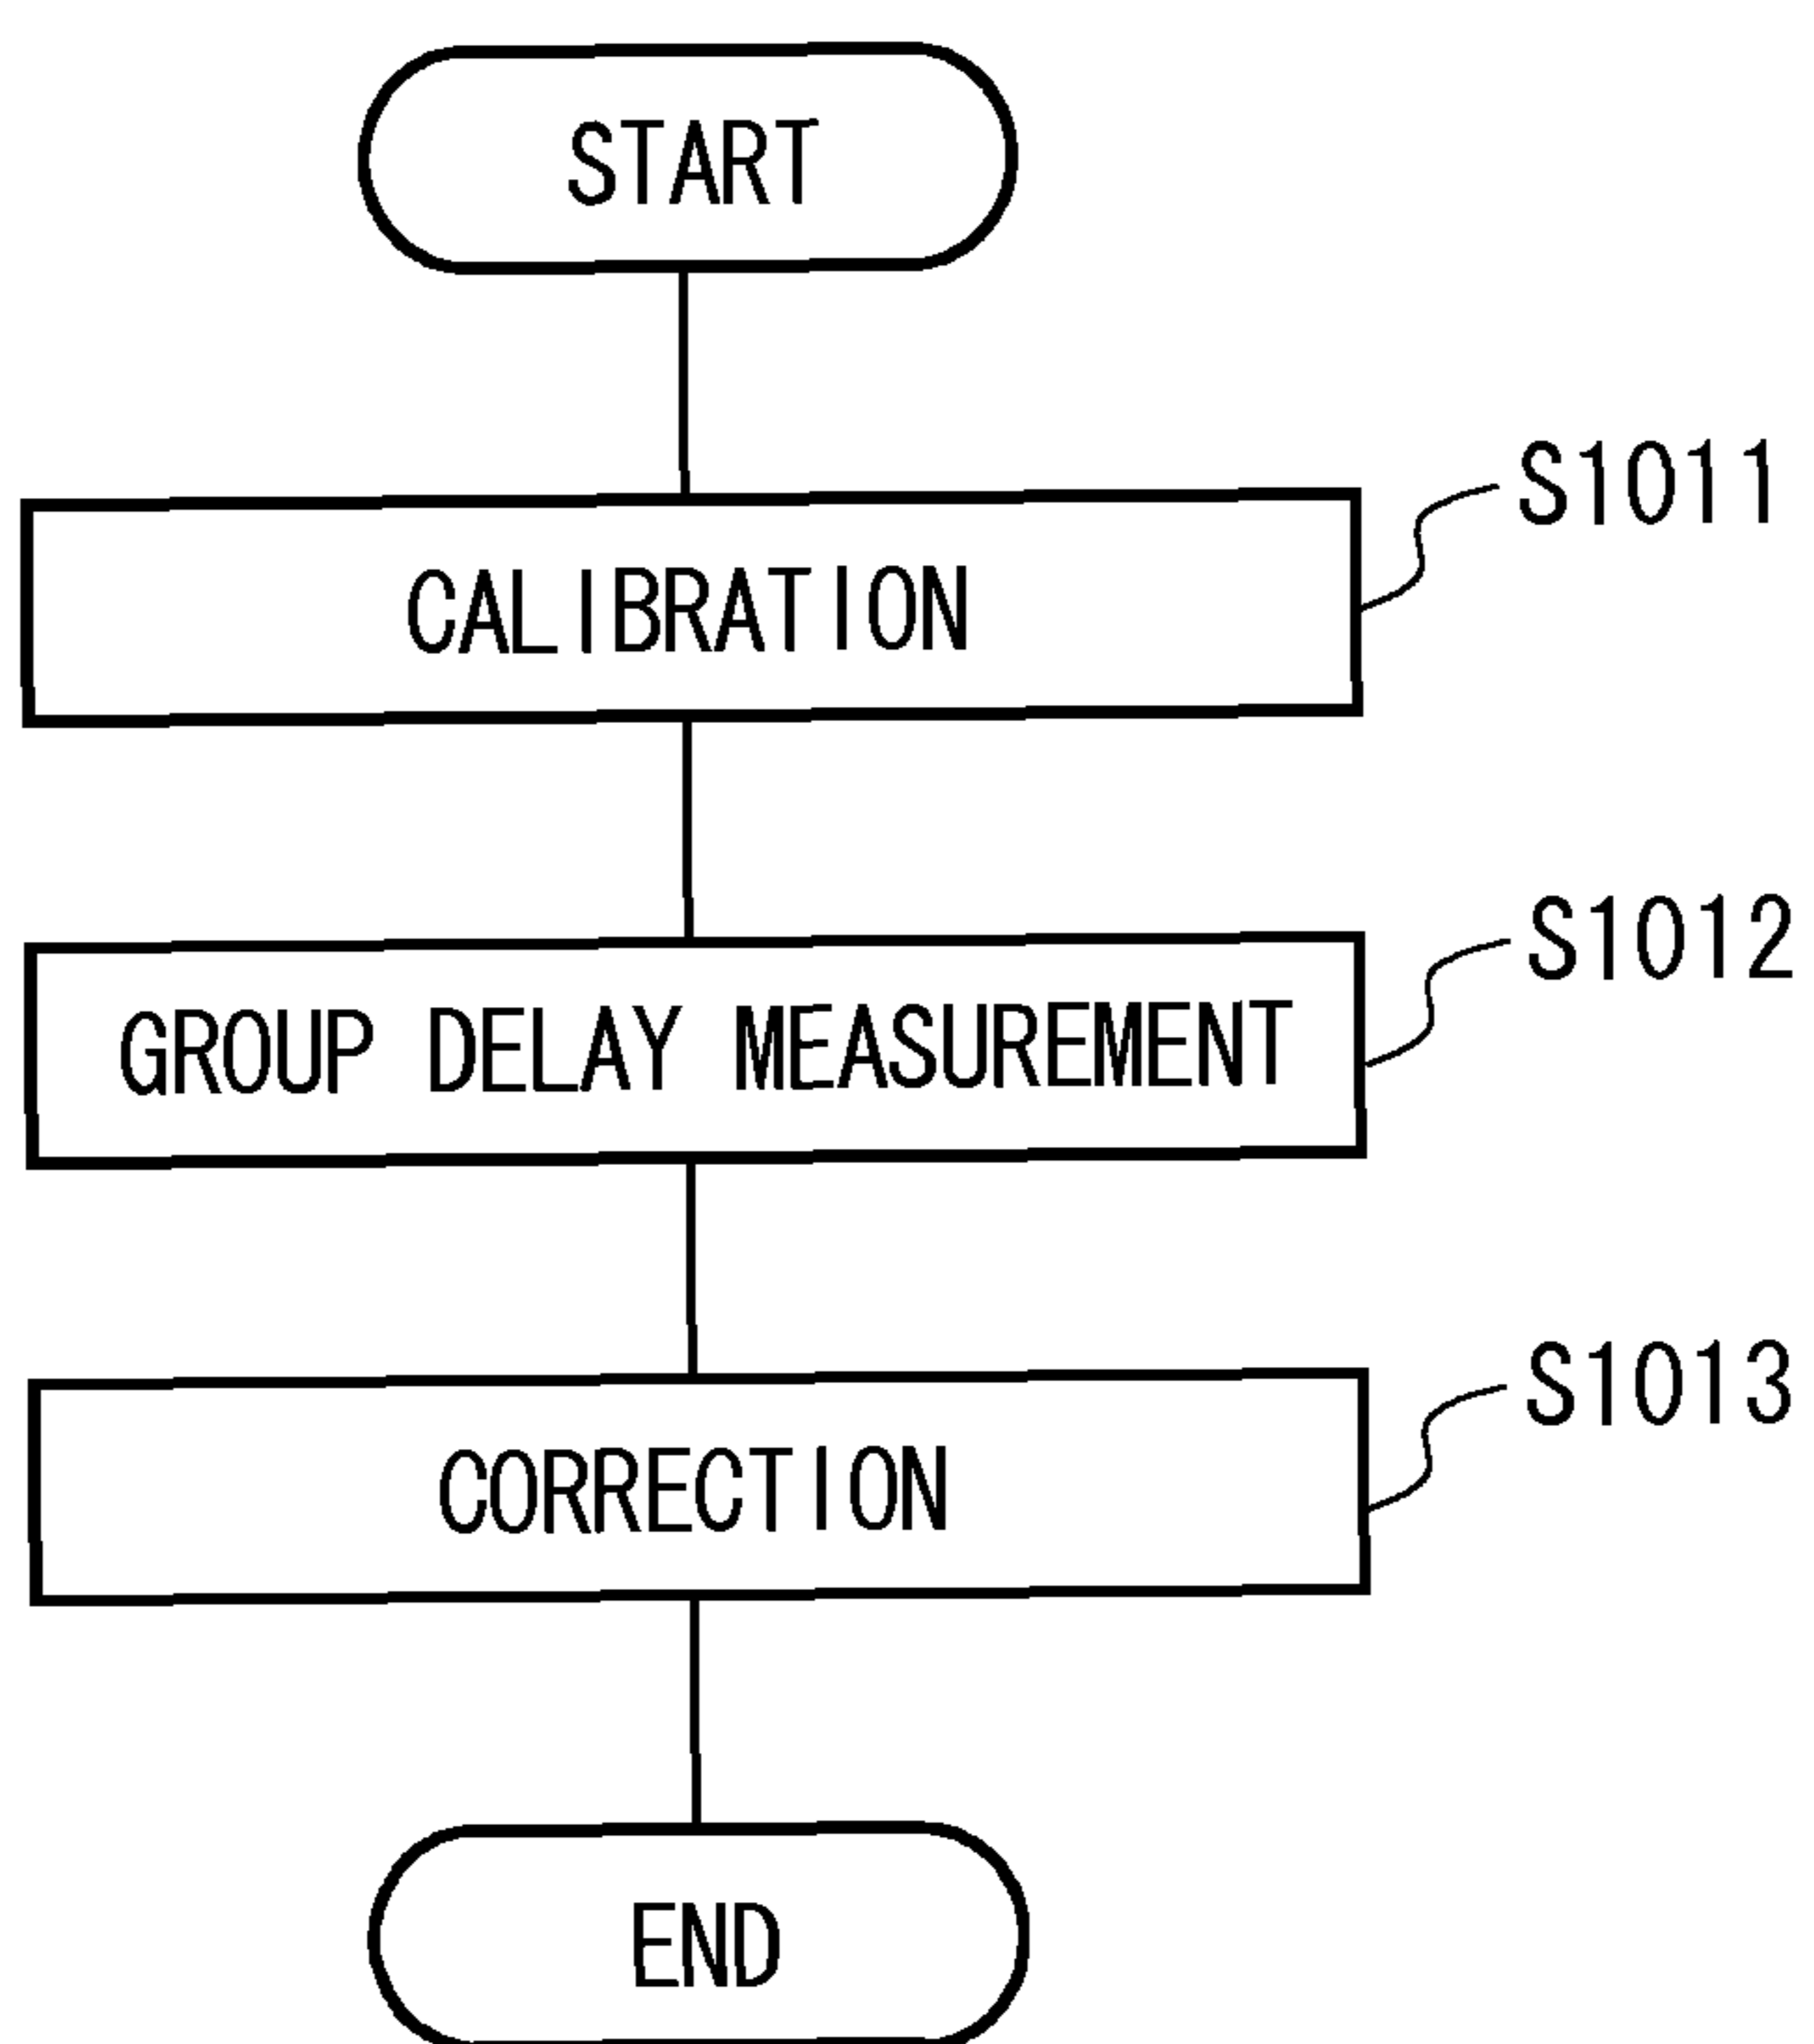 START
S1011
CALIBRATION
S1012
GROUP DELAY MEASUREMENT
S1013
CORRECTION
END